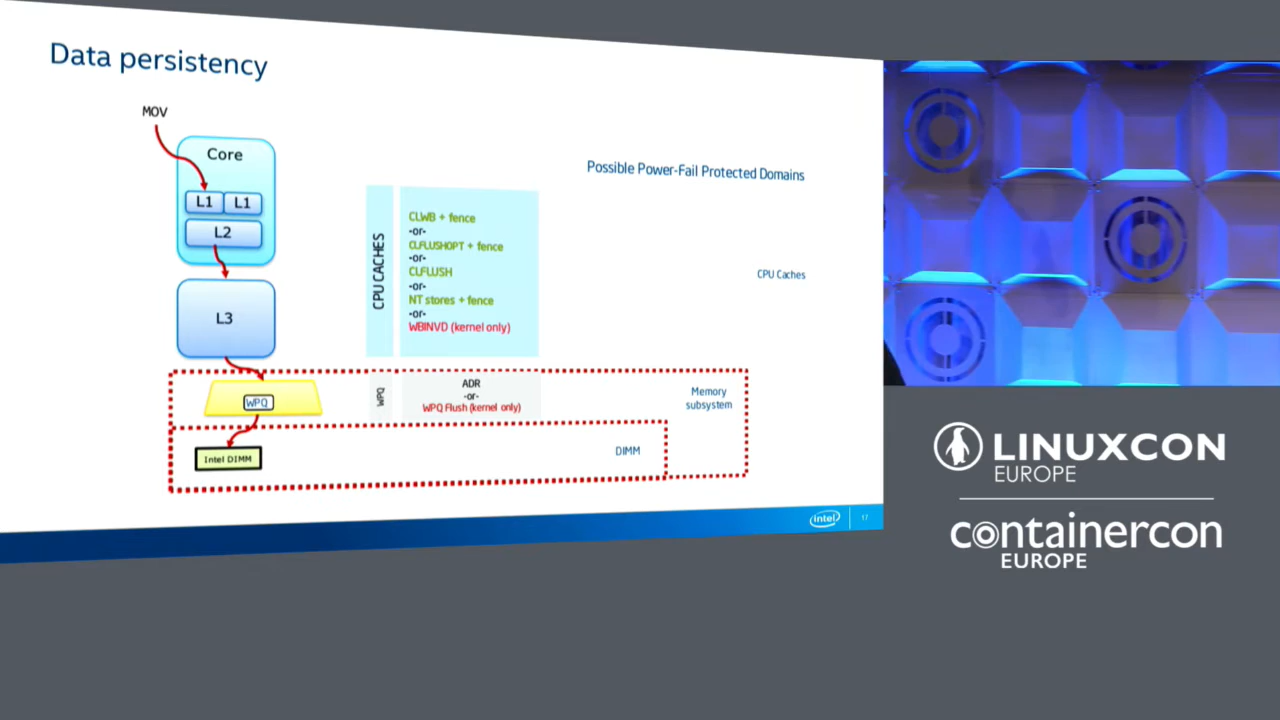 Data persistency
MOV
Core
L1 L1
L2
L3
WPQ
Intel DIMM
CPU CACHES
CLWB + fence
-or-
CLFLUSHOPT + fence
-or-
CLFLUSH
-or-
NT stores + fence
-or-
WBINVD (kernel only)
WPQ
ADR
-or-
WPQ Flush (kernel only)
Possible Power-Fail Protected Domains
CPU Caches
Memory
subsystem
DIMM
intel
17
LINUXCON
EUROPE
containercon
EUROPE